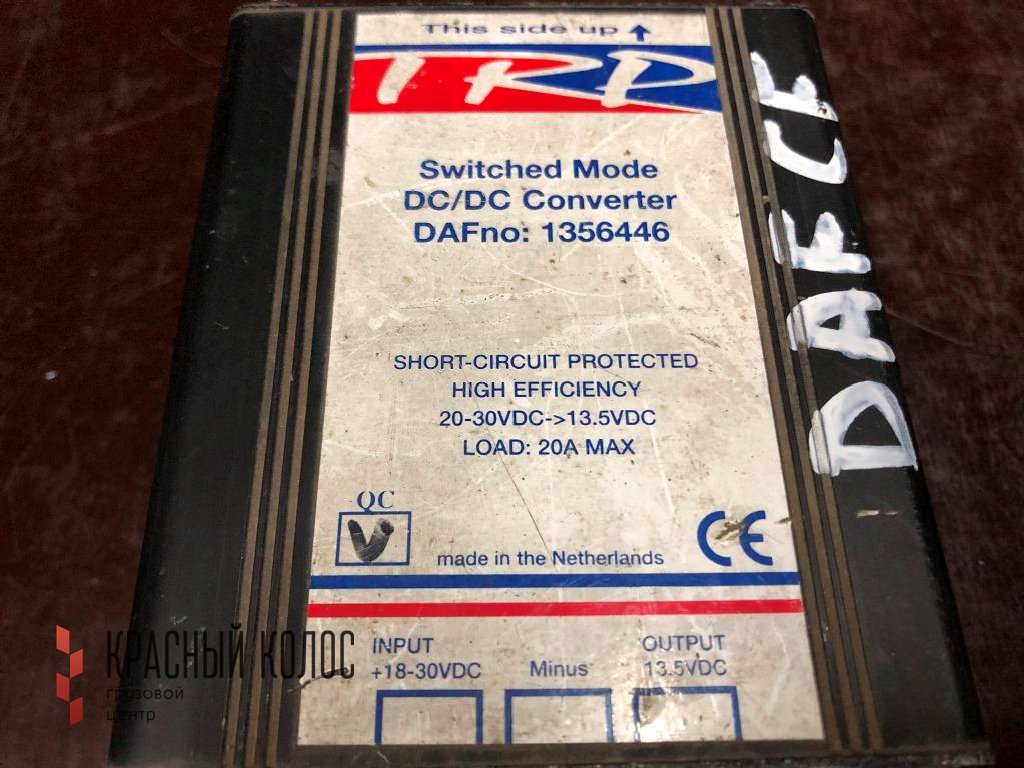 This side up
TRP
Switched Mode
DC/DC Converter
DAFno: 1356446
SHORT-CIRCUIT PROTECTED
HIGH EFFICIENCY
20-30VDC->13.5VDC
LOAD: 20A MAX
QC
V
made in the Netherlands
CE
INPUT
+18-30VDC
Minus
OUTPUT
13.5VDC
DAF CF
КРАСНЫЙ КОЛОС
грузовой
центр